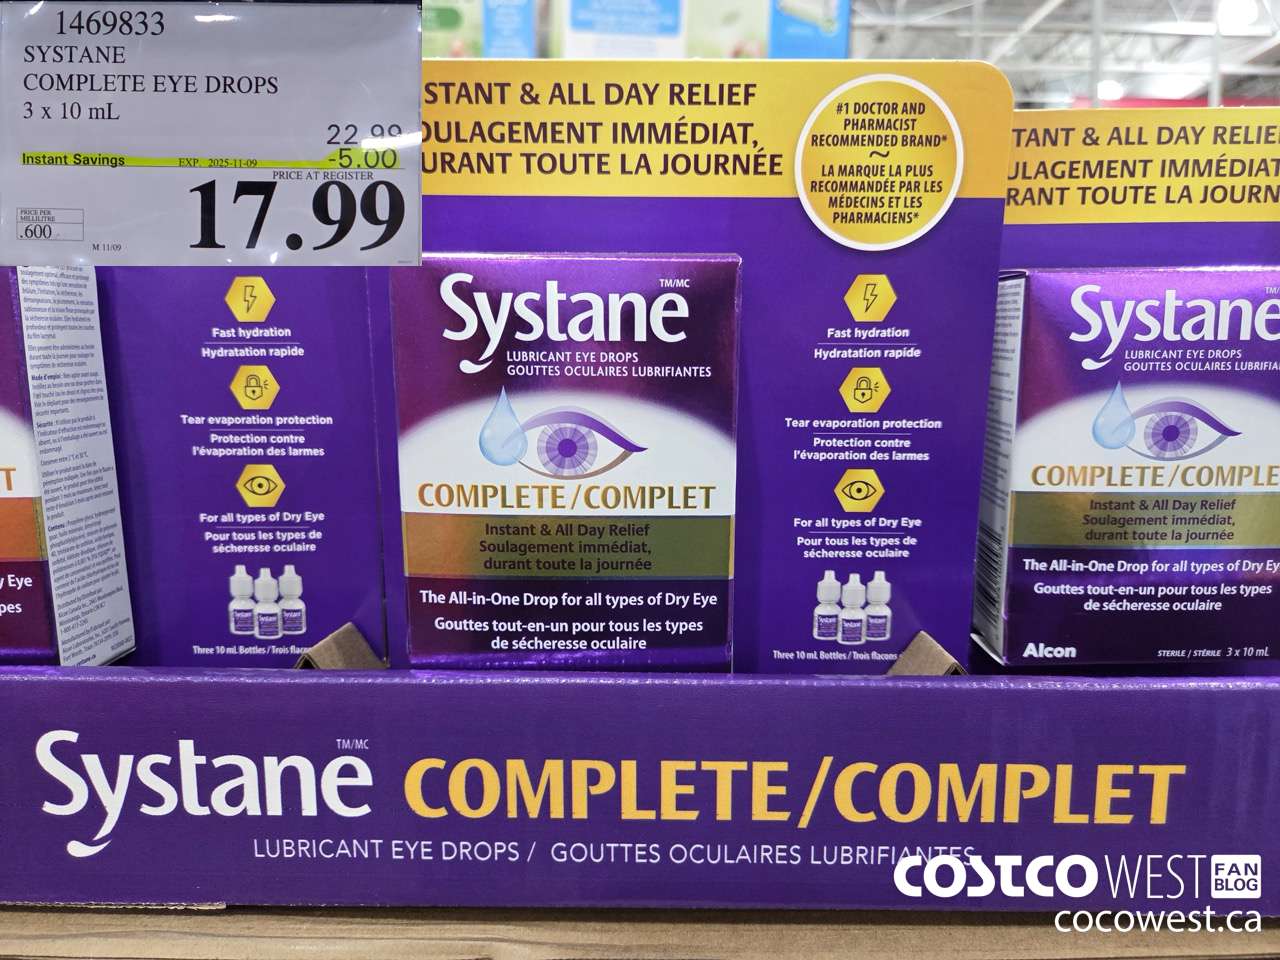 1469833
SYSTANE
COMPLETE EYE DROPS
3 x 10 mL
22.99
Instant Savings EXP. 2025-11-09 -5.00
PRICE AT REGISTER
17.99
PRICE PER
MILLILITRE
.600
M 11/09
STANT & ALL DAY RELIEF
OULAGEMENT IMMÉDIAT,
URANT TOUTE LA JOURNÉE
#1 DOCTOR AND
PHARMACIST
RECOMMENDED BRAND*
~
LA MARQUE LA PLUS
RECOMMANDÉE PAR LES
MÉDECINS ET LES
PHARMACIENS*
TANT & ALL DAY RELIE
ULAGEMENT IMMÉDIAT
RANT TOUTE LA JOURN
T
y Eye
pes
Fast hydration
Hydratation rapide
Tear evaporation protection
Protection contre
l'évaporation des larmes
For all types of Dry Eye
Pour tous les types de
sécheresse oculaire
Three 10 mL Bottles / Trois flacon
Systane TM/MC
LUBRICANT EYE DROPS
GOUTTES OCULAIRES LUBRIFIANTES
COMPLETE/COMPLET
Instant & All Day Relief
Soulagement immédiat,
durant toute la journée
The All-in-One Drop for all types of Dry Eye
Gouttes tout-en-un pour tous les types
de sécheresse oculaire
Fast hydration
Hydratation rapide
Tear evaporation protection
Protection contre
l'évaporation des larmes
For all types of Dry Eye
Pour tous les types de
sécheresse oculaire
Three 10 mL Bottles / Trois flacons
Systane TM/
LUBRICANT EYE DROPS
GOUTTES OCULAIRES LUBRIFIA
COMPLETE/COMPLE
Instant & All Day Relief
Soulagement immédiat,
durant toute la journée
The All-in-One Drop for all types of Dry Ey
Gouttes tout-en-un pour tous les types
de sécheresse oculaire
Alcon STERILE / STÉRILE 3 x 10 mL
Systane TM/MC COMPLETE/COMPLET
LUBRICANT EYE DROPS / GOUTTES OCULAIRES LUBRIFIANTES
COSTCO WEST FAN BLOG
cocowest.ca